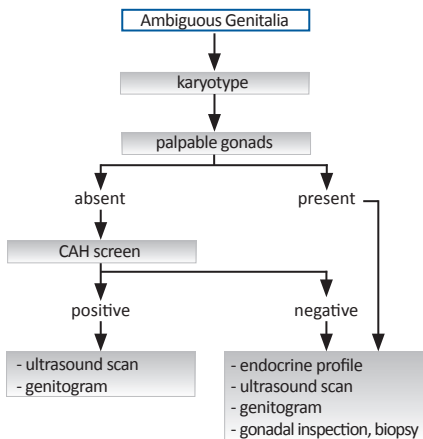 Ambiguous Genitalia
karyotype
palpable gonads
absent
present
CAH screen
positive
negative
- ultrasound scan
- genitogram
- endocrine profile
- ultrasound scan
- genitogram
- gonadal inspection, biopsy